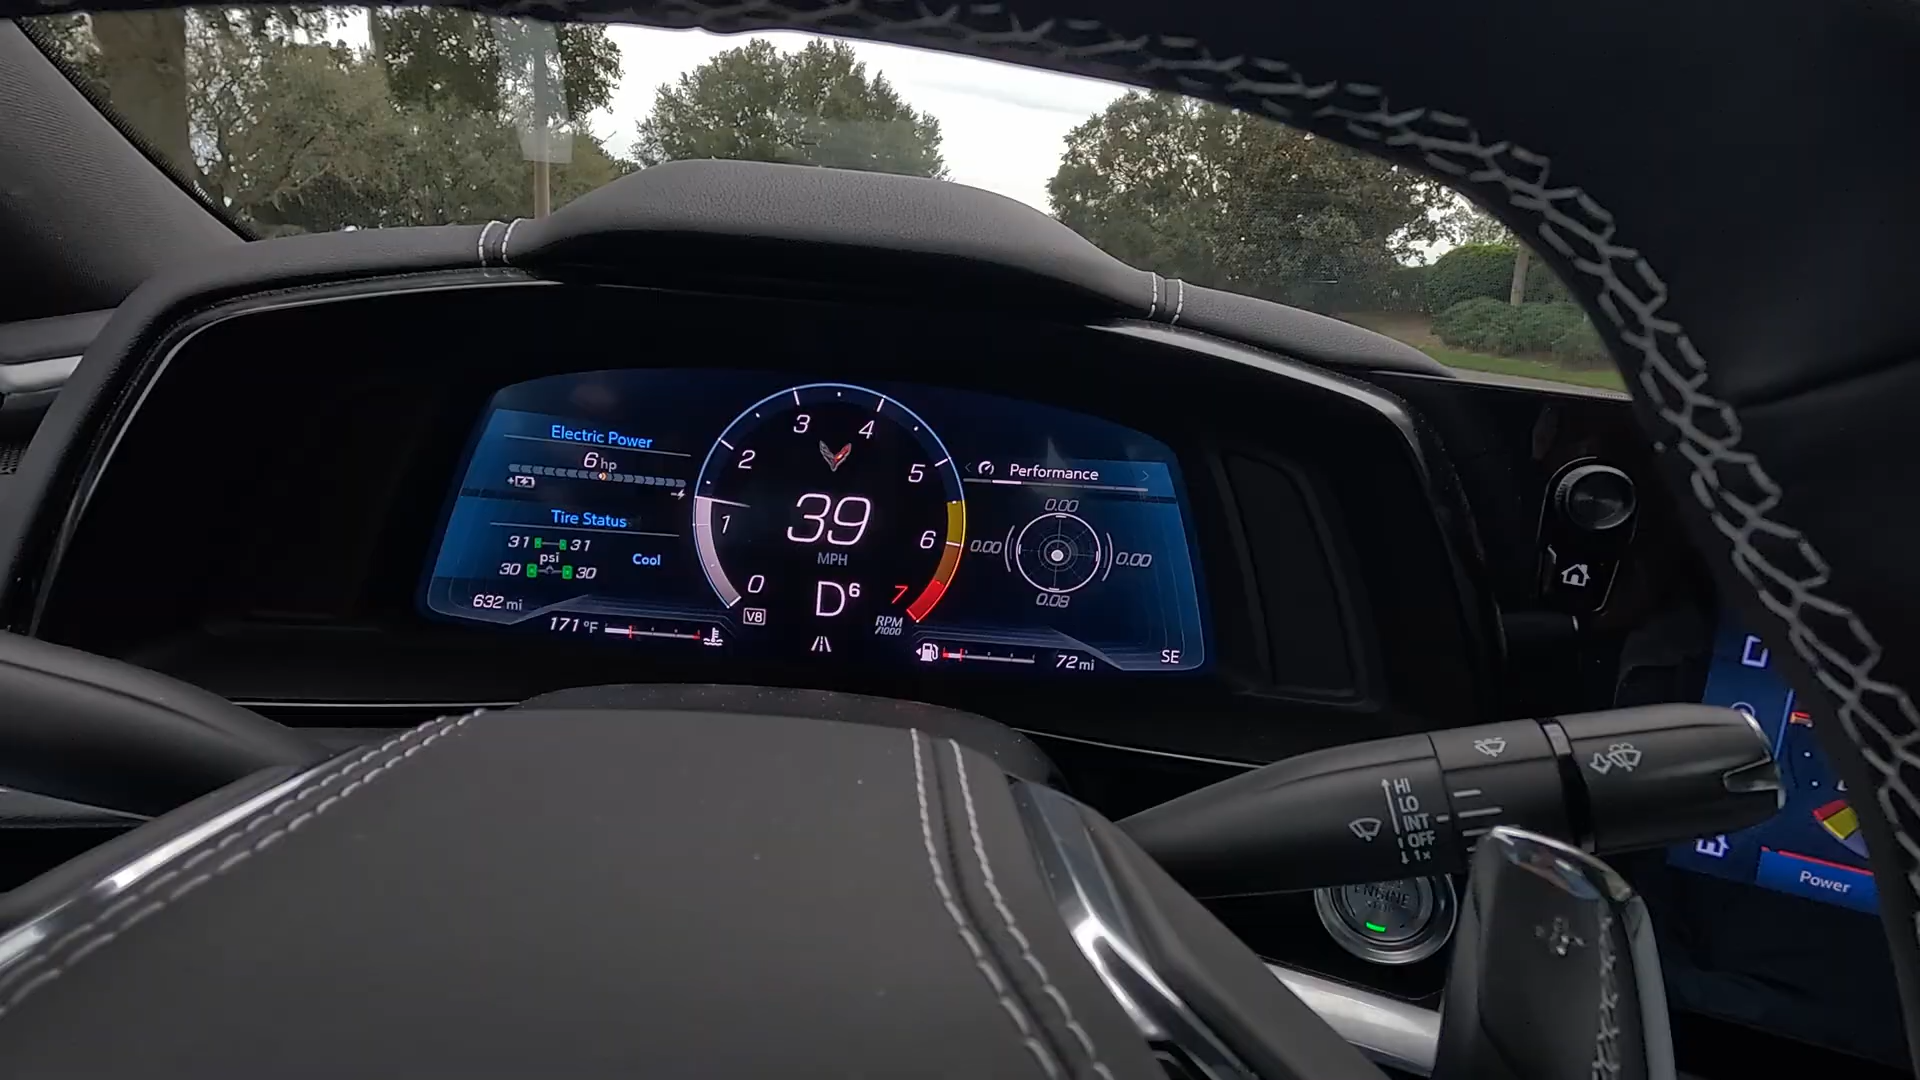 Electric Power
6 hp
Tire Status
31 31
psi
30 30
Cool
632 mi
171 °F
0
1
2
3
4
5
6
7
39
MPH
D6
V8
RPM
/1000
Performance
0.00
0.00
0.00
0.08
72 mi
SE
HI
LO
INT
OFF
1x
ENGINE
Power